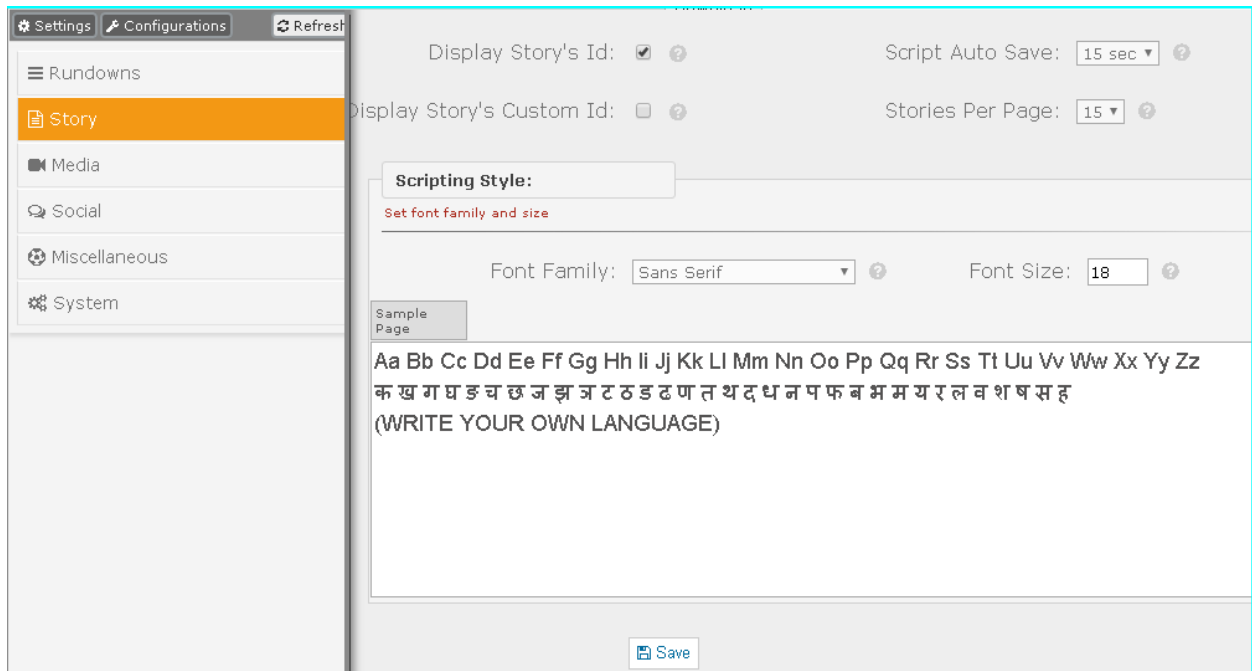 Settings Configurations Refresh
Rundowns
Story
Media
Social
Miscellaneous
System
Display Story's Id: Script Auto Save: 15 sec
Display Story's Custom Id: Stories Per Page: 15
Scripting Style:
Set font family and size
Font Family: Sans Serif Font Size: 18
Sample
Page
Aa Bb Cc Dd Ee Ff Gg Hh Ii Jj Kk Ll Mm Nn Oo Pp Qq Rr Ss Tt Uu Vv Ww Xx Yy Zz
क ख ग घ ङ च छ ज झ ञ ट ठ ड ढ ण त थ द ध न प फ ब भ म य र ल व श ष स ह
(WRITE YOUR OWN LANGUAGE)
Save